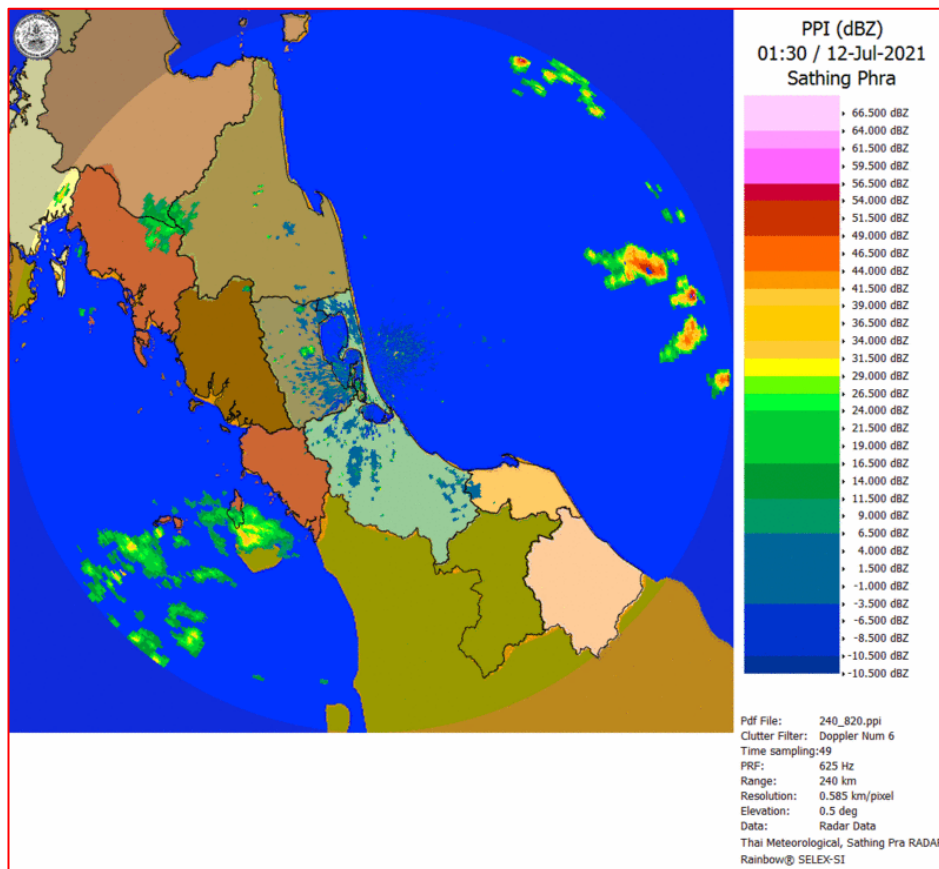 PPI (dBZ)
01:30 / 12-Jul-2021
Sathing Phra
66.500 dBZ
64.000 dBZ
61.500 dBZ
59.500 dBZ
56.500 dBZ
54.000 dBZ
51.500 dBZ
49.000 dBZ
46.500 dBZ
44.000 dBZ
41.500 dBZ
39.000 dBZ
36.500 dBZ
34.000 dBZ
31.500 dBZ
29.000 dBZ
26.500 dBZ
24.000 dBZ
21.500 dBZ
19.000 dBZ
16.500 dBZ
14.000 dBZ
11.500 dBZ
9.000 dBZ
6.500 dBZ
4.000 dBZ
1.500 dBZ
-1.000 dBZ
-3.500 dBZ
-6.500 dBZ
-8.500 dBZ
-10.500 dBZ
-10.500 dBZ
Pdf File: 240_820.ppi
Clutter Filter: Doppler Num 6
Time sampling:49
PRF: 625 Hz
Range: 240 km
Resolution: 0.585 km/pixel
Elevation: 0.5 deg
Data: Radar Data
Thai Meteorological, Sathing Pra RADAR
Rainbow® SELEX-SI